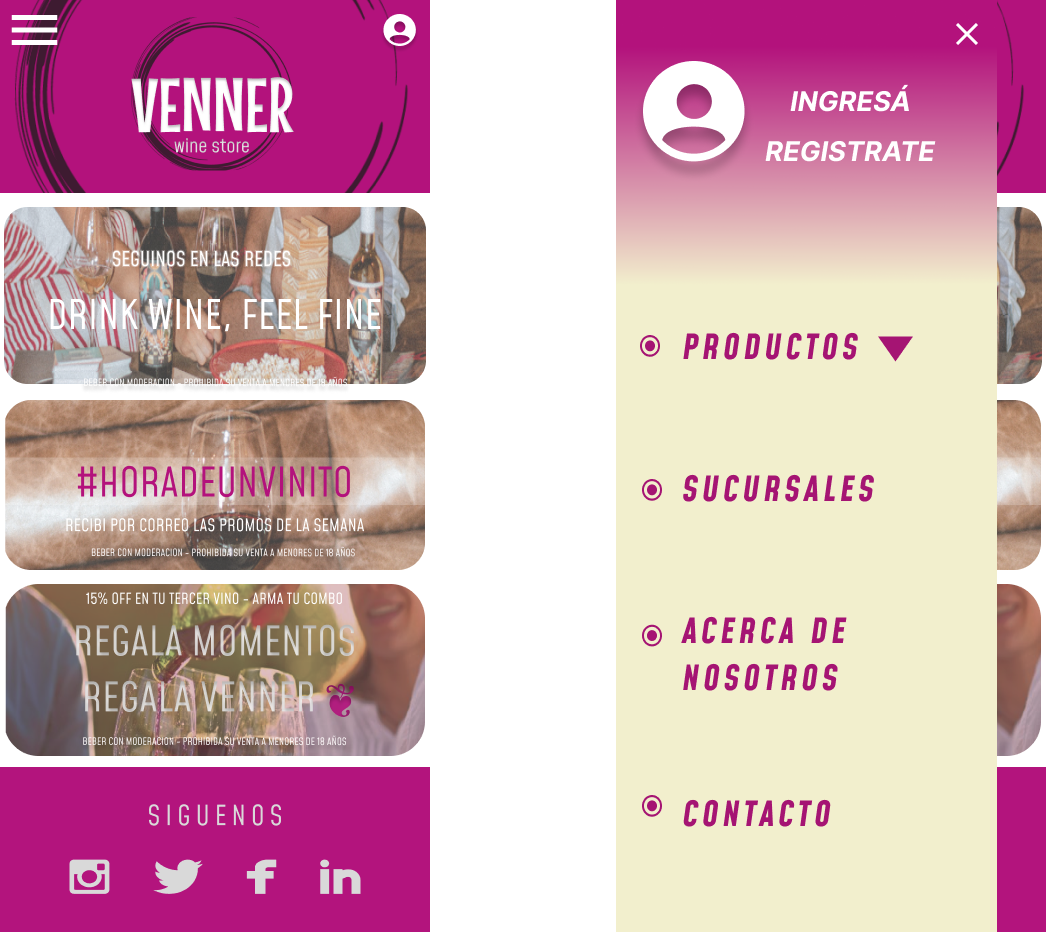 VENNER
wine store
SEGUINOS EN LAS REDES
DRINK WINE, FEEL FINE
BEBER CON MODERACION - PROHIBIDA SU VENTA A MENORES DE 18 AÑOS
#HORADEUNVINITO
RECIBI POR CORREO LAS PROMOS DE LA SEMANA
BEBER CON MODERACION - PROHIBIDA SU VENTA A MENORES DE 18 AÑOS
15% OFF EN TU TERCER VINO - ARMA TU COMBO
REGALA MOMENTOS
REGALA VENNER
BEBER CON MODERACION - PROHIBIDA SU VENTA A MENORES DE 18 AÑOS
SIGUENOS
INGRESÁ
REGISTRATE
PRODUCTOS
SUCURSALES
ACERCA DE
NOSOTROS
CONTACTO